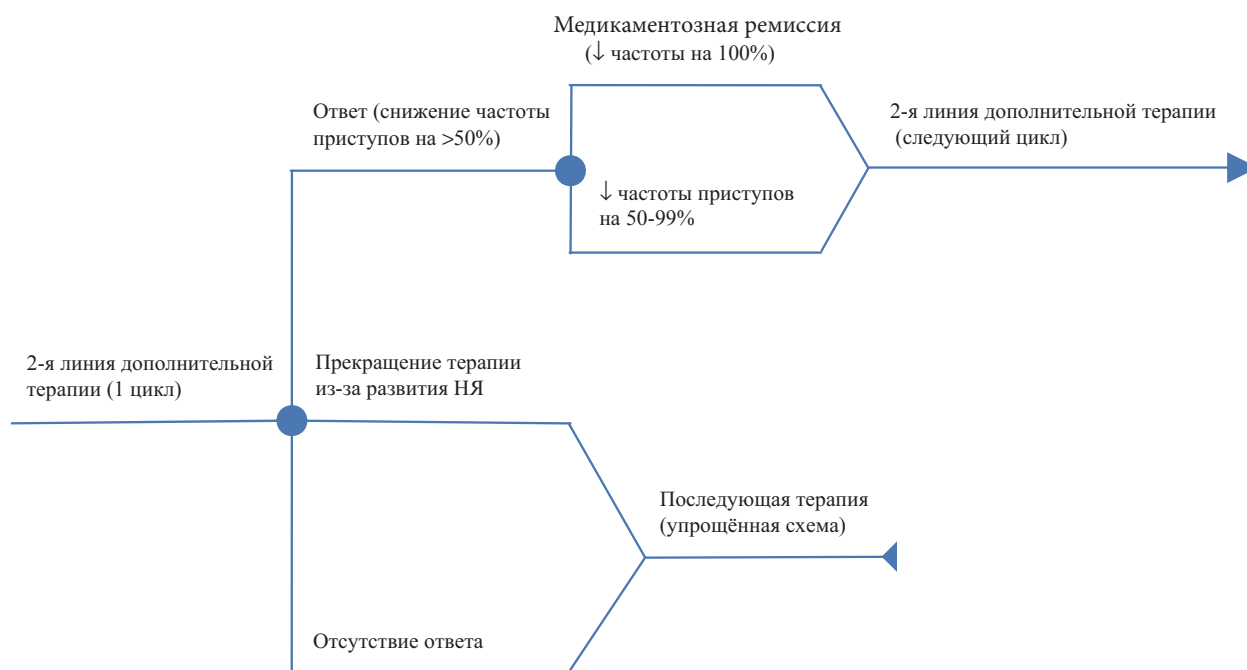 Медикаментозная ремиссия
(↓ частоты на 100%)
Ответ (снижение частоты
приступов на >50%)
2-я линия дополнительной терапии
(следующий цикл)
↓ частоты приступов
на 50-99%
2-я линия дополнительной
терапии (1 цикл)
Прекращение терапии
из-за развития НЯ
Последующая терапия
(упрощённая схема)
Отсутствие ответа